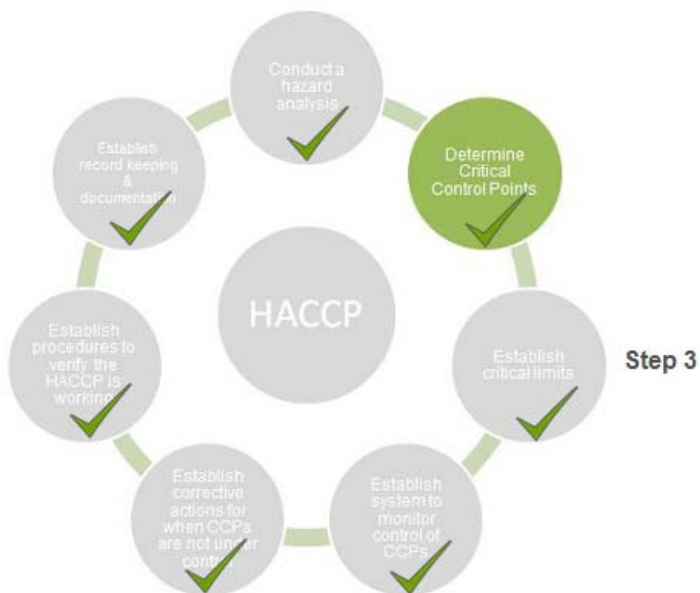 Conduct a
hazard
analysis
Determine
Critical
Control Points
Establish
critical limits
Step 3
Establish
system to
monitor
control of
CCPs
Establish
corrective
actions for
when CCPs
are not under
control
Establish
procedures to
verify the
HACCP is
working
Establish
record keeping
&
documentation
HACCP